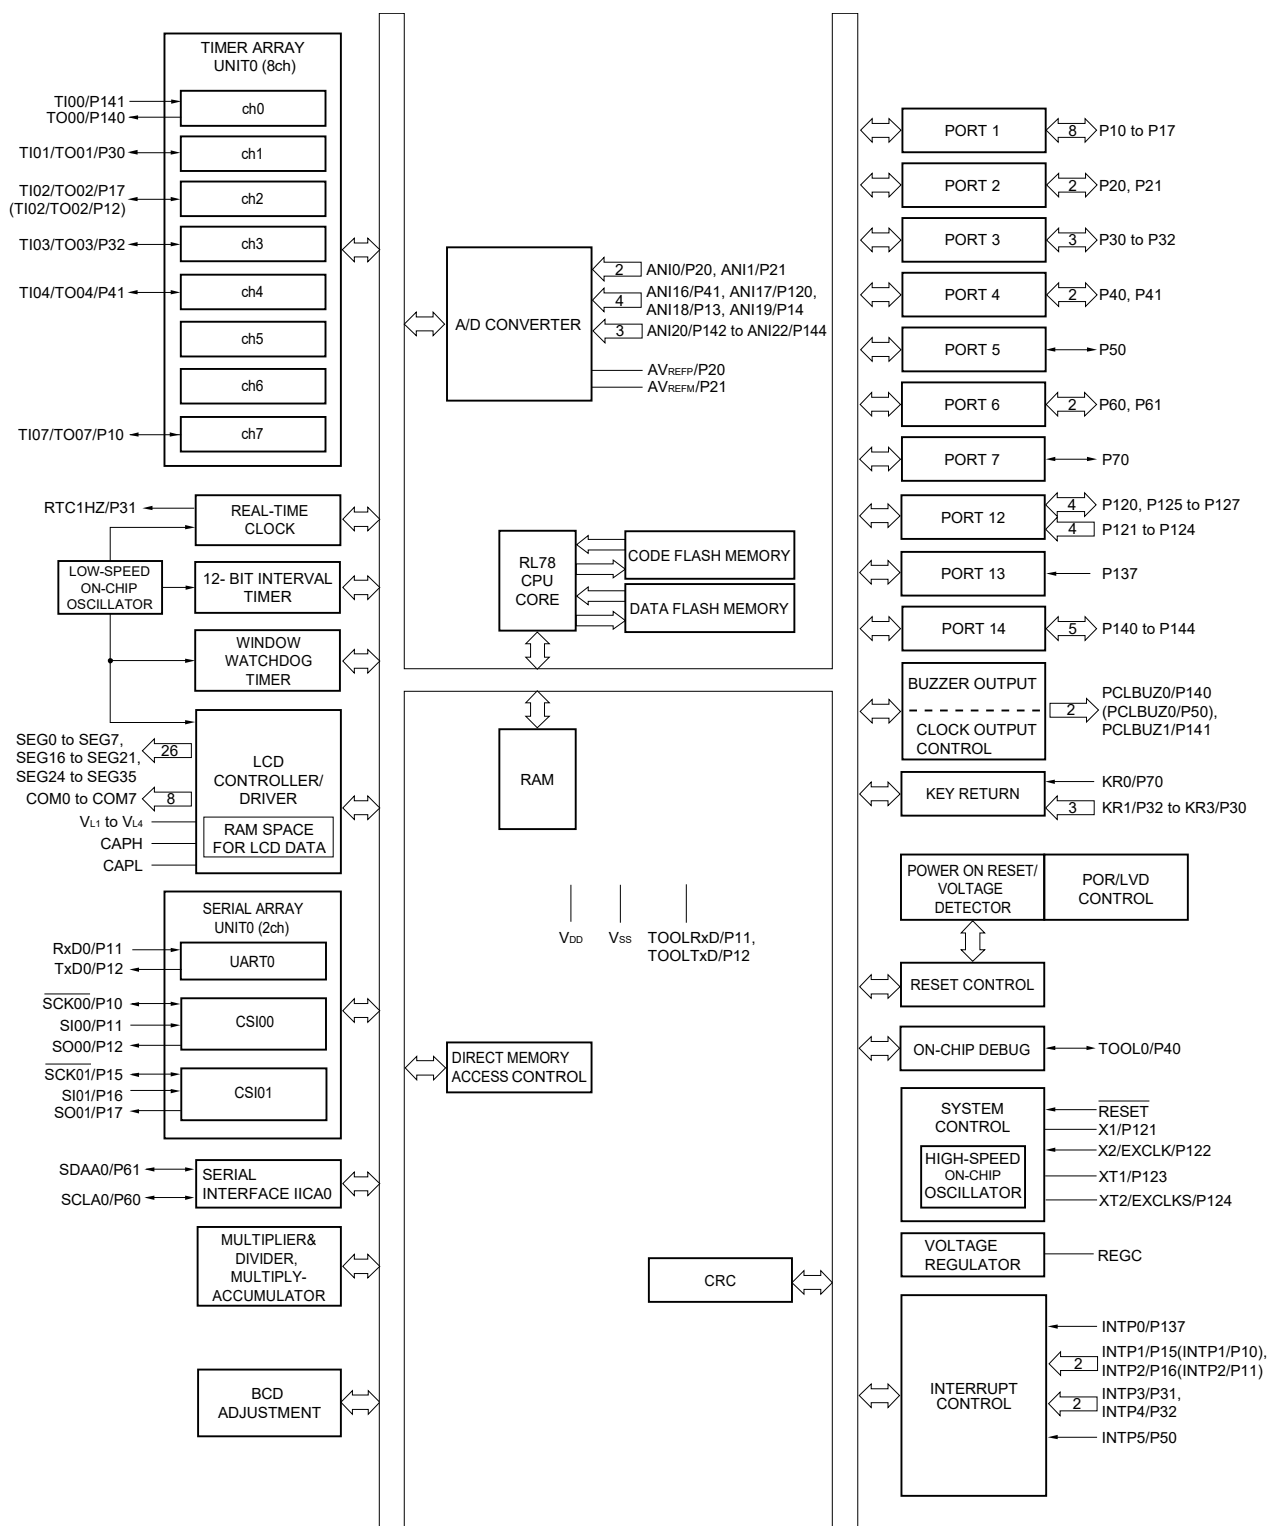 TIMER ARRAY
UNIT0 (8ch)
TI00/P141
TO00/P140
ch0
TI01/TO01/P30
ch1
TI02/TO02/P17
(TI02/TO02/P12)
ch2
TI03/TO03/P32
ch3
TI04/TO04/P41
ch4
ch5
ch6
TI07/TO07/P10
ch7
RTC1HZ/P31
REAL-TIME
CLOCK
LOW-SPEED
ON-CHIP
OSCILLATOR
12- BIT INTERVAL
TIMER
WINDOW
WATCHDOG
TIMER
SEG0 to SEG7,
SEG16 to SEG21,
SEG24 to SEG35
26
COM0 to COM7
8
VL1 to VL4
CAPH
CAPL
LCD
CONTROLLER/
DRIVER
RAM SPACE
FOR LCD DATA
SERIAL ARRAY
UNIT0 (2ch)
RxD0/P11
TxD0/P12
UART0
SCK00/P10
SI00/P11
SO00/P12
CSI00
SCK01/P15
SI01/P16
SO01/P17
CSI01
SDAA0/P61
SCLA0/P60
SERIAL
INTERFACE IICA0
MULTIPLIER&
DIVIDER,
MULTIPLY-
ACCUMULATOR
BCD
ADJUSTMENT
A/D CONVERTER
2
ANI0/P20, ANI1/P21
4
ANI16/P41, ANI17/P120,
ANI18/P13, ANI19/P14
3
ANI20/P142 to ANI22/P144
AVREFP/P20
AVREFM/P21
RL78
CPU
CORE
CODE FLASH MEMORY
DATA FLASH MEMORY
RAM
VDD
VSS
TOOLRxD/P11,
TOOLTxD/P12
DIRECT MEMORY
ACCESS CONTROL
CRC
PORT 1
8
P10 to P17
PORT 2
2
P20, P21
PORT 3
3
P30 to P32
PORT 4
2
P40, P41
PORT 5
P50
PORT 6
2
P60, P61
PORT 7
P70
PORT 12
4
P120, P125 to P127
4
P121 to P124
PORT 13
P137
PORT 14
5
P140 to P144
BUZZER OUTPUT
CLOCK OUTPUT
CONTROL
2
PCLBUZ0/P140
(PCLBUZ0/P50),
PCLBUZ1/P141
KEY RETURN
KR0/P70
3
KR1/P32 to KR3/P30
POWER ON RESET/
VOLTAGE
DETECTOR
POR/LVD
CONTROL
RESET CONTROL
ON-CHIP DEBUG
TOOL0/P40
SYSTEM
CONTROL
HIGH-SPEED
ON-CHIP
OSCILLATOR
RESET
X1/P121
X2/EXCLK/P122
XT1/P123
XT2/EXCLKS/P124
VOLTAGE
REGULATOR
REGC
INTERRUPT
CONTROL
INTP0/P137
2
INTP1/P15(INTP1/P10),
INTP2/P16(INTP2/P11)
2
INTP3/P31,
INTP4/P32
INTP5/P50